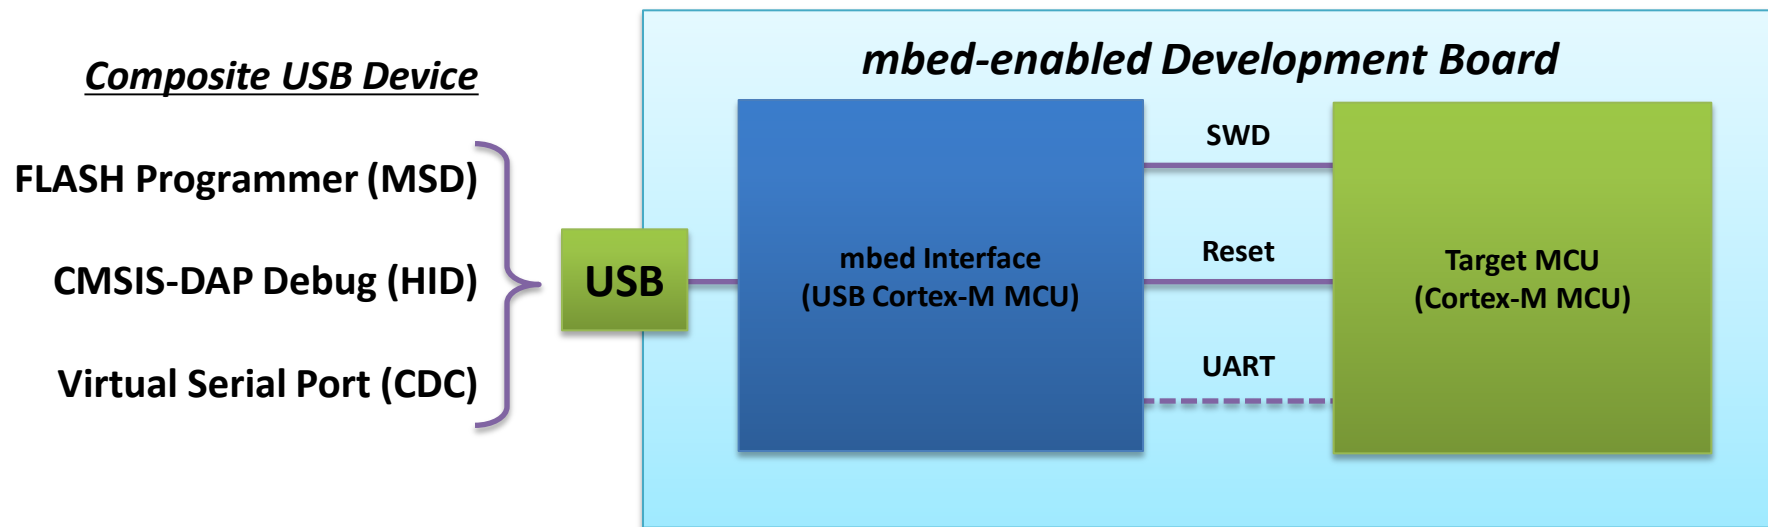 Composite USB Device
FLASH Programmer (MSD)
CMSIS-DAP Debug (HID)
Virtual Serial Port (CDC)
USB
mbed-enabled Development Board
mbed Interface
(USB Cortex-M MCU)
SWD
Reset
UART
Target MCU
(Cortex-M MCU)